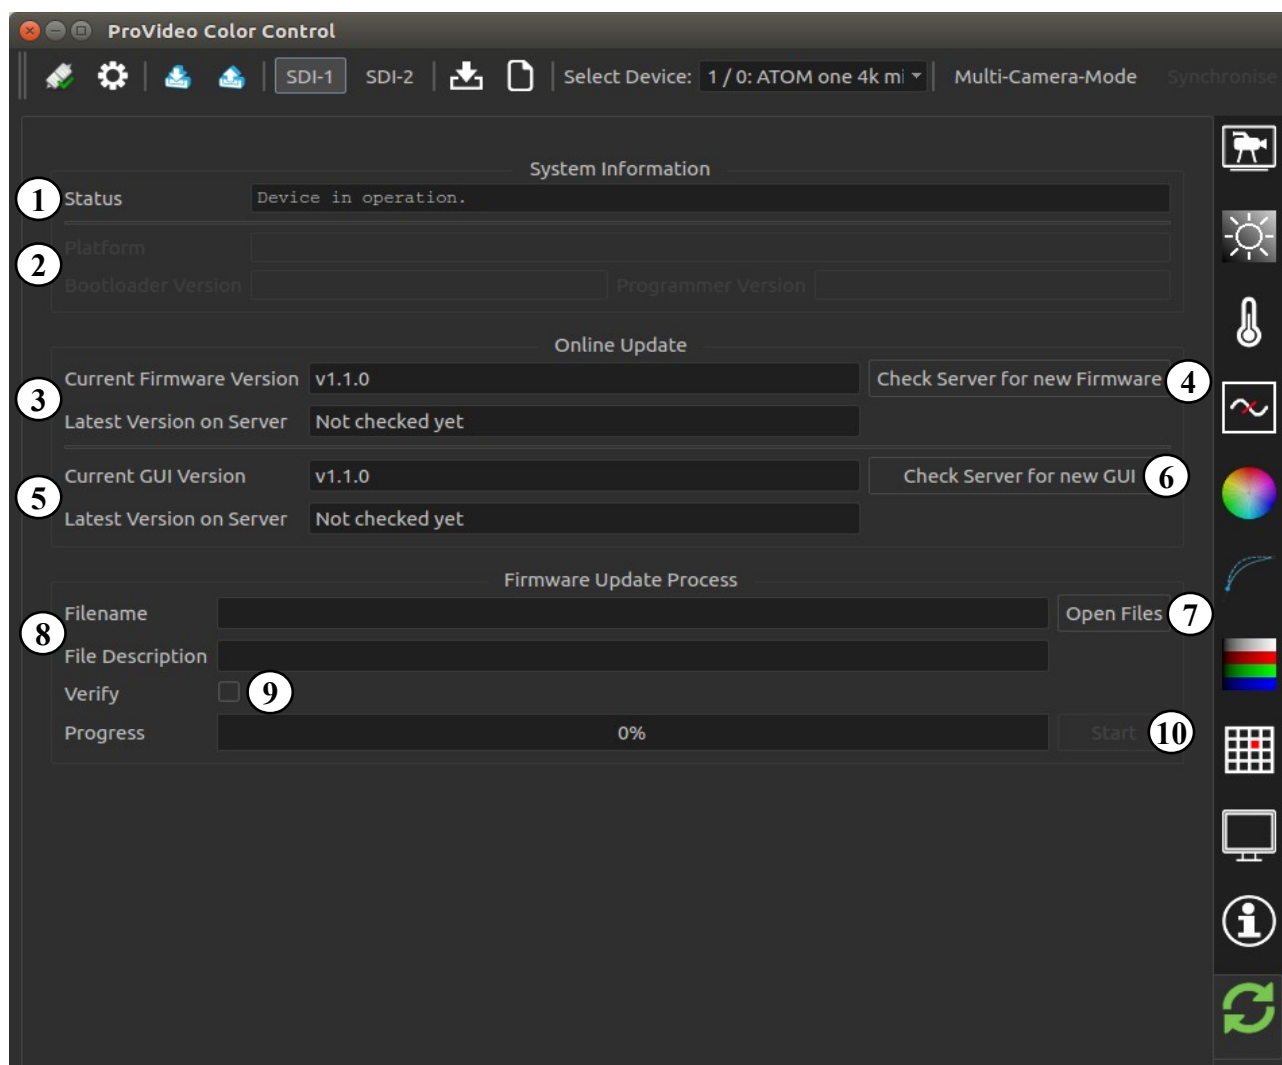 ProVideo Color Control
SDI-1 SDI-2 Select Device: 1 / 0: ATOM one 4k mi Multi-Camera-Mode Synchronise
System Information
1 Status Device in operation.
2 Platform
Bootloader Version Programmer Version
Online Update
3 Current Firmware Version v1.1.0 Check Server for new Firmware 4
Latest Version on Server Not checked yet
5 Current GUI Version v1.1.0 Check Server for new GUI 6
Latest Version on Server Not checked yet
Firmware Update Process
8 Filename Open Files 7
File Description
Verify 9
Progress 0% Start 10